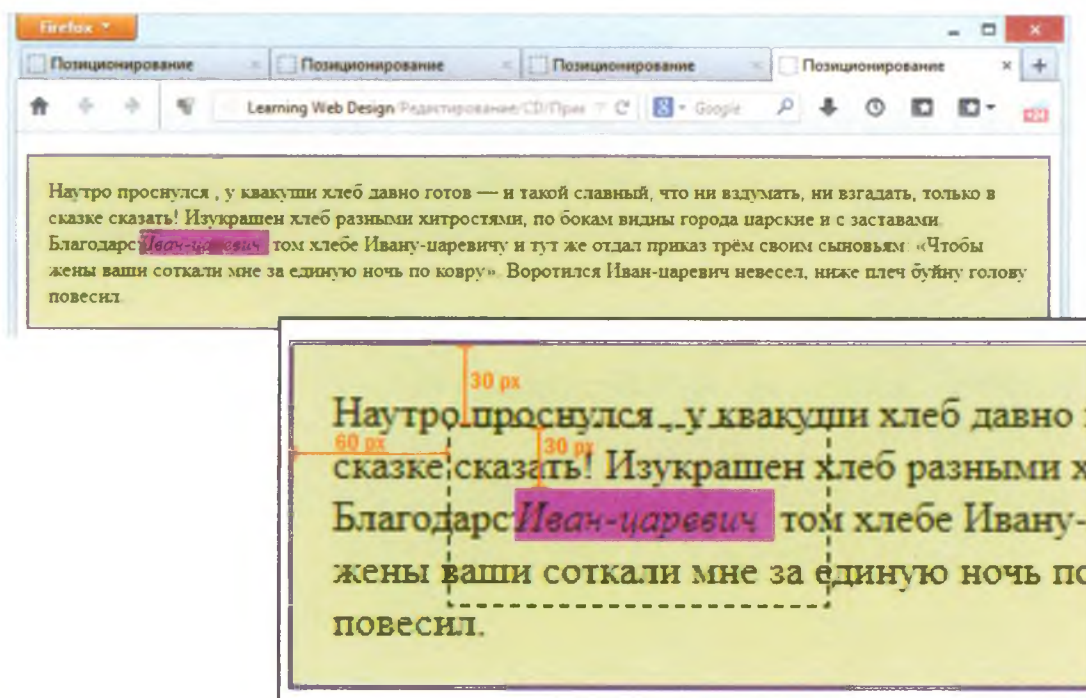 Firefox
Позиционирование
Позиционирование
Позиционирование
Позиционирование
Learning Web Design
Google
Наутро проснулся , у квакуши хлеб давно готов — и такой славный, что ни вздумать, ни взгадать, только в
сказке сказать! Изукрашен хлеб разными хитростями, по бокам видны города царские и с заставами.
Благодарс Иван-царевич том хлебе Ивану-царевичу и тут же отдал приказ трём своим сыновьям: «Чтобы
жены ваши соткали мне за единую ночь по ковру». Воротился Иван-царевич невесел, ниже плеч буйну голову
повесил.
30 px
Наутро проснулся , у квакуши хлеб давно
60 px
30 px
сказке сказать! Изукрашен хлеб разными х
Благодарс Иван-царевич том хлебе Ивану-
жены ваши соткали мне за единую ночь по
повесил.